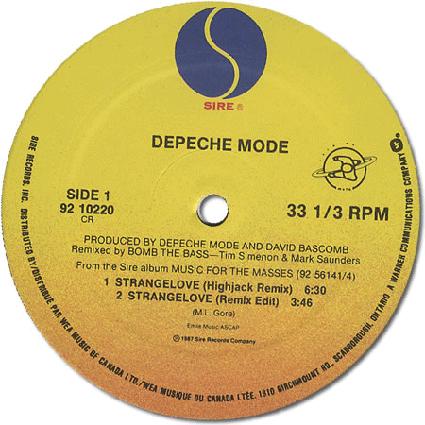 SIRE®
DEPECHE MODE
SIDE 1
92 10220
CR
33 1/3 RPM
PRODUCED BY DEPECHE MODE AND DAVID BASCOMB
Remixed by BOMB THE BASS—Tim Simenon & Mark Saunders
From the Sire album MUSIC FOR THE MASSES (92 56141/4)
1 STRANGELOVE (Highjack Remix) 6:30
2 STRANGELOVE (Remix Edit) 3:46
(M.L. Gore)
Emile Music ASCAP
℗1987 Sire Records Company
SIRE RECORDS, INC. DISTRIBUTED BY/DISTRIBUÉ PAR WEA MUSIC OF CANADA LTD./WEA MUSIQUE DU CANADA LTÉE. 1810 BIRCHMOUNT RD., SCARBOROUGH, ONTARIO A WARNER COMMUNICATIONS COMPANY